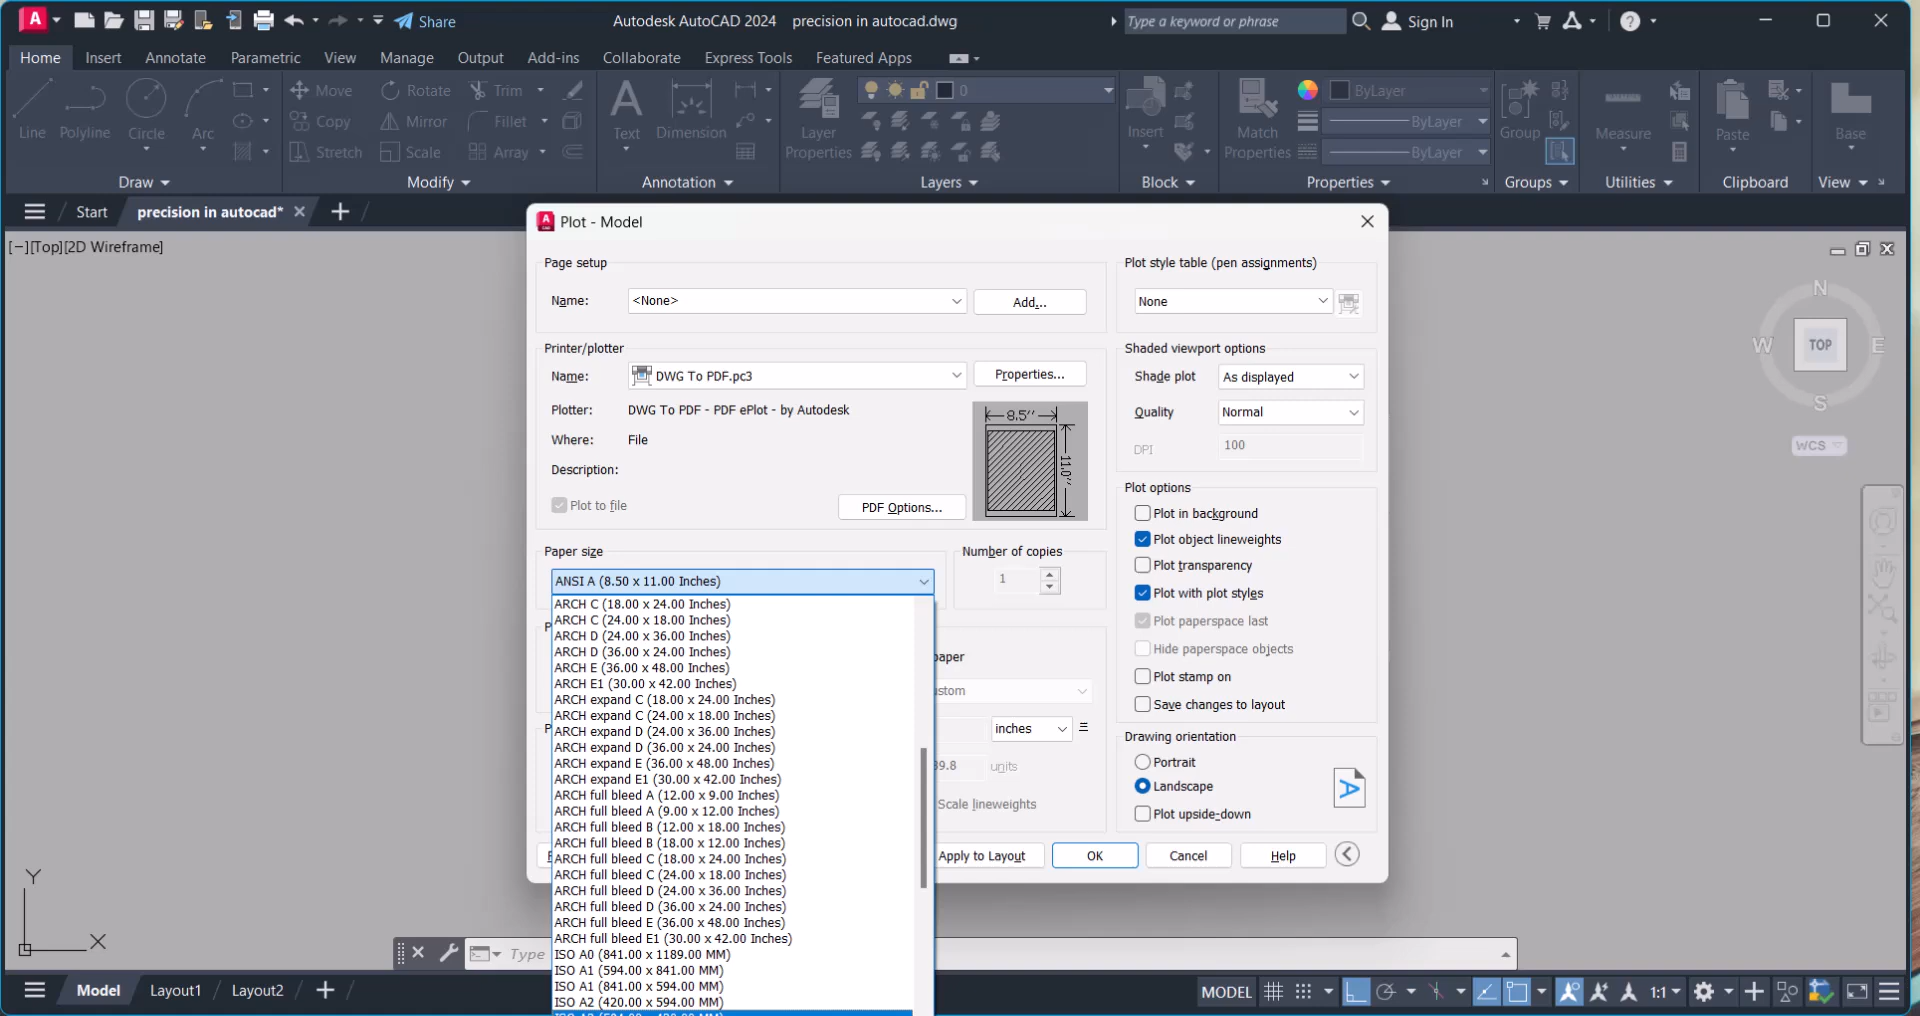 Share
Autodesk AutoCAD 2024 precision in autocad.dwg
Type a keyword or phrase
Sign In
Home Insert Annotate Parametric View Manage Output Add-ins Collaborate Express Tools Featured Apps
Line Polyline Circle Arc
Move Rotate Trim
Copy Mirror Fillet
Stretch Scale Array
Text Dimension
Layer Properties
0
Insert
Match Properties
ByLayer
ByLayer
ByLayer
Group
Measure
Paste
Base
Draw Modify Annotation Layers Block Properties Groups Utilities Clipboard View
Start precision in autocad*
[−][Top][2D Wireframe]
N
W TOP E
S
WCS
Plot - Model
Page setup
Name: <None> Add...
Printer/plotter
Name: DWG To PDF.pc3 Properties...
Plotter: DWG To PDF - PDF ePlot - by Autodesk
Where: File
Description:
Plot to file PDF Options...
8.5''
11.0''
Paper size
ANSI A (8.50 x 11.00 Inches)
Number of copies
1
ARCH C (18.00 x 24.00 Inches)
ARCH C (24.00 x 18.00 Inches)
ARCH D (24.00 x 36.00 Inches)
ARCH D (36.00 x 24.00 Inches)
ARCH E (36.00 x 48.00 Inches)
ARCH E1 (30.00 x 42.00 Inches)
ARCH expand C (18.00 x 24.00 Inches)
ARCH expand C (24.00 x 18.00 Inches)
ARCH expand D (24.00 x 36.00 Inches)
ARCH expand D (36.00 x 24.00 Inches)
ARCH expand E (36.00 x 48.00 Inches)
ARCH expand E1 (30.00 x 42.00 Inches)
ARCH full bleed A (12.00 x 9.00 Inches)
ARCH full bleed A (9.00 x 12.00 Inches)
ARCH full bleed B (12.00 x 18.00 Inches)
ARCH full bleed B (18.00 x 12.00 Inches)
ARCH full bleed C (18.00 x 24.00 Inches)
ARCH full bleed C (24.00 x 18.00 Inches)
ARCH full bleed D (24.00 x 36.00 Inches)
ARCH full bleed D (36.00 x 24.00 Inches)
ARCH full bleed E (36.00 x 48.00 Inches)
ARCH full bleed E1 (30.00 x 42.00 Inches)
ISO A0 (841.00 x 1189.00 MM)
ISO A1 (594.00 x 841.00 MM)
ISO A1 (841.00 x 594.00 MM)
ISO A2 (420.00 x 594.00 MM)
paper
ustom
inches
=
39.8 units
Scale lineweights
Plot style table (pen assignments)
None
Shaded viewport options
Shade plot As displayed
Quality Normal
DPI 100
Plot options
Plot in background
Plot object lineweights
Plot transparency
Plot with plot styles
Plot paperspace last
Hide paperspace objects
Plot stamp on
Save changes to layout
Drawing orientation
Portrait
Landscape
Plot upside-down
A
Apply to Layout OK Cancel Help
Y
X
Type
Model Layout1 Layout2
MODEL 1:1